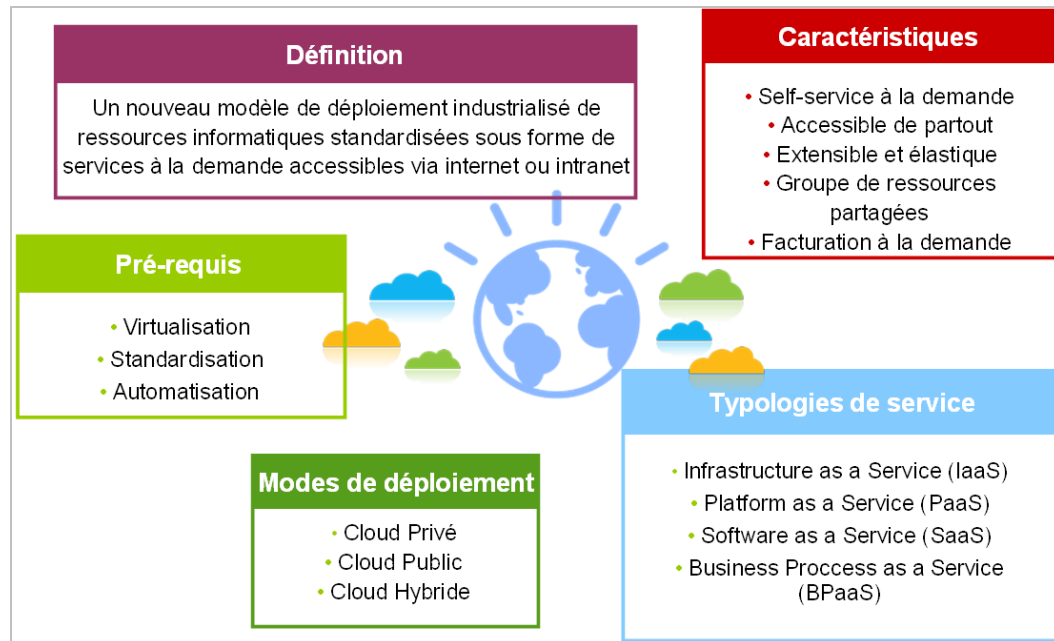 Définition
Un nouveau modèle de déploiement industrialisé de
ressources informatiques standardisées sous forme de
services à la demande accessibles via internet ou intranet
Caractéristiques
• Self-service à la demande
• Accessible de partout
• Extensible et élastique
• Groupe de ressources
partagées
• Facturation à la demande
Pré-requis
• Virtualisation
• Standardisation
• Automatisation
Modes de déploiement
• Cloud Privé
• Cloud Public
• Cloud Hybride
Typologies de service
• Infrastructure as a Service (IaaS)
• Platform as a Service (PaaS)
• Software as a Service (SaaS)
• Business Proccess as a Service
(BPaaS)